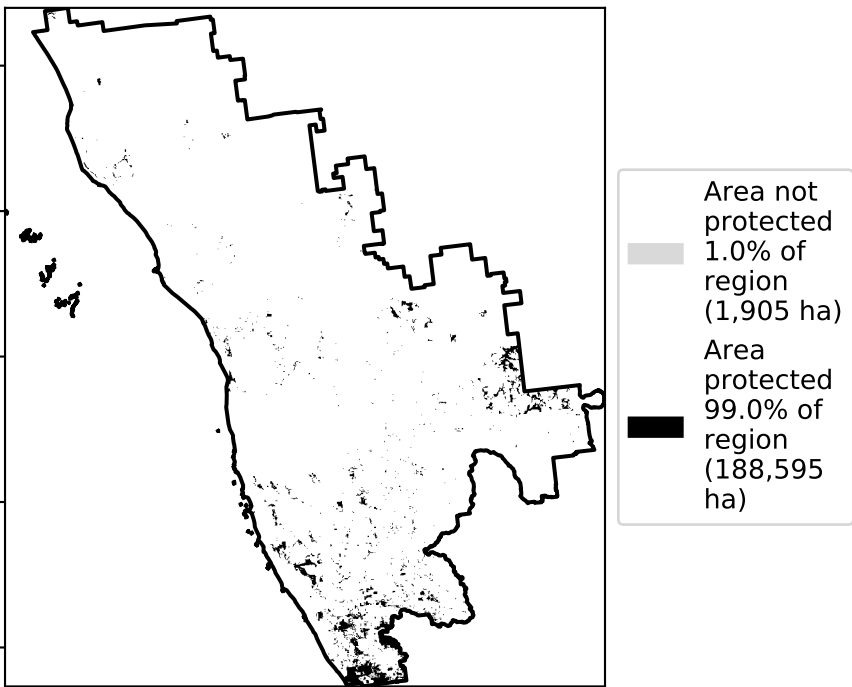 Area not
protected
1.0% of
region
(1,905 ha)
Area
protected
99.0% of
region
(188,595
ha)